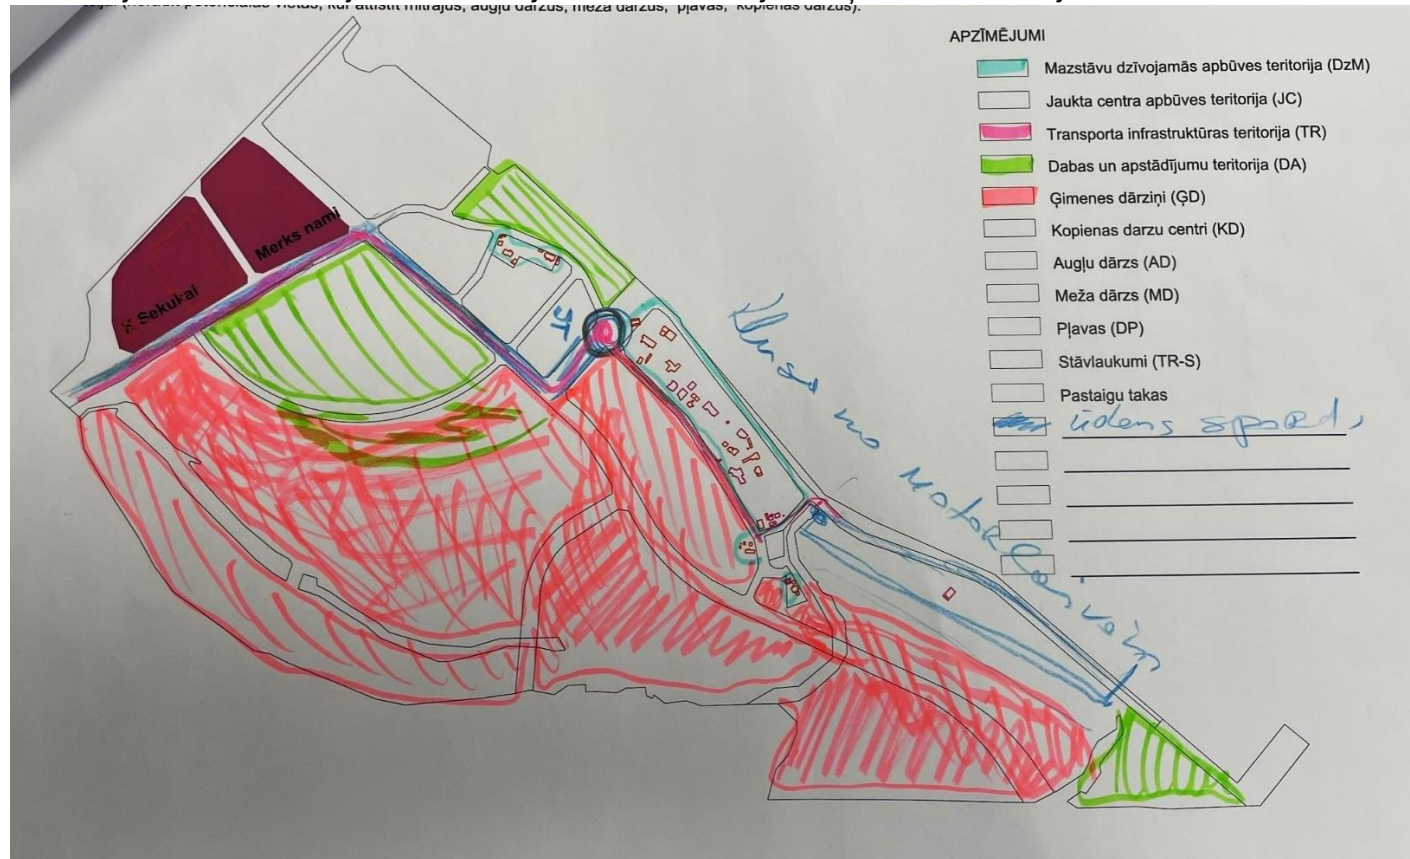 APZĪMĒJUMI
Mazstāvu dzīvojamās apbūves teritorija (DzM)
Jaukta centra apbūves teritorija (JC)
Transporta infrastruktūras teritorija (TR)
Dabas un apstādījumu teritorija (DA)
Ģimenes dārziņi (ĢD)
Kopienas darzu centri (KD)
Augļu dārzs (AD)
Meža dārzs (MD)
Pļavas (DP)
Stāvlaukumi (TR-S)
Pastaigu takas
ūdens
Merks nami
K Senukai
no